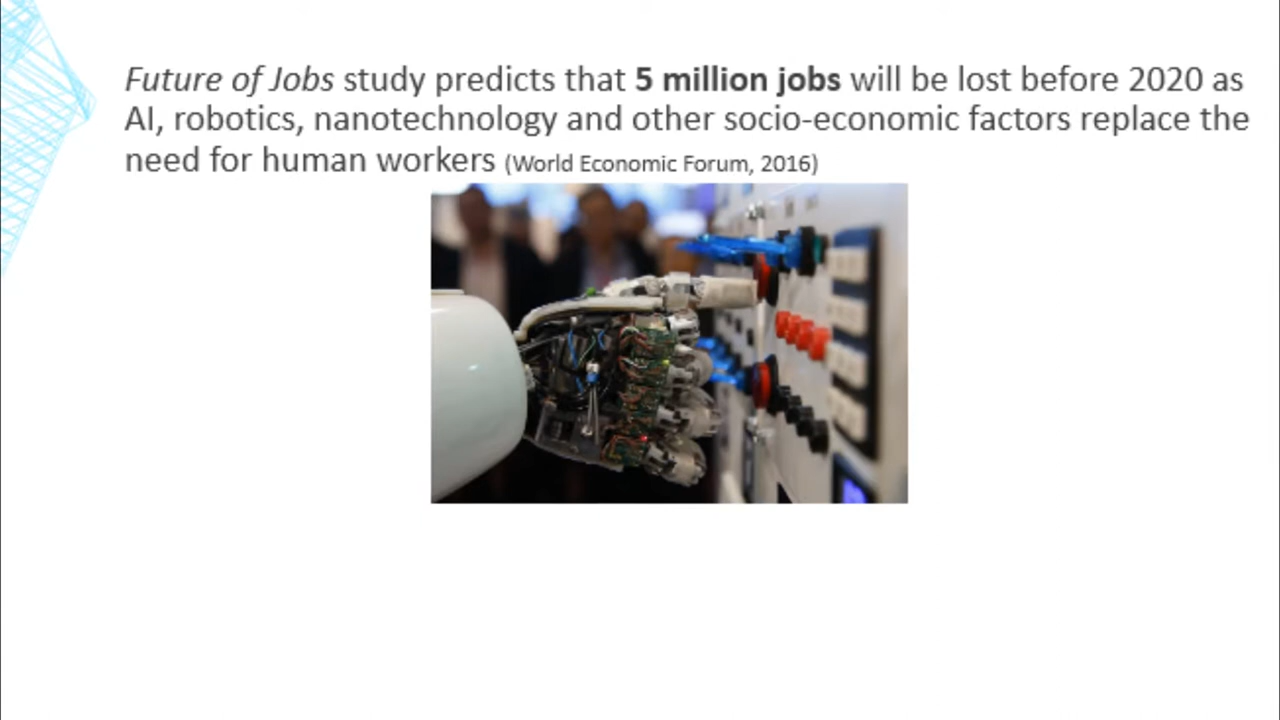 Future of Jobs study predicts that 5 million jobs will be lost before 2020 as
AI, robotics, nanotechnology and other socio-economic factors replace the
need for human workers (World Economic Forum, 2016)